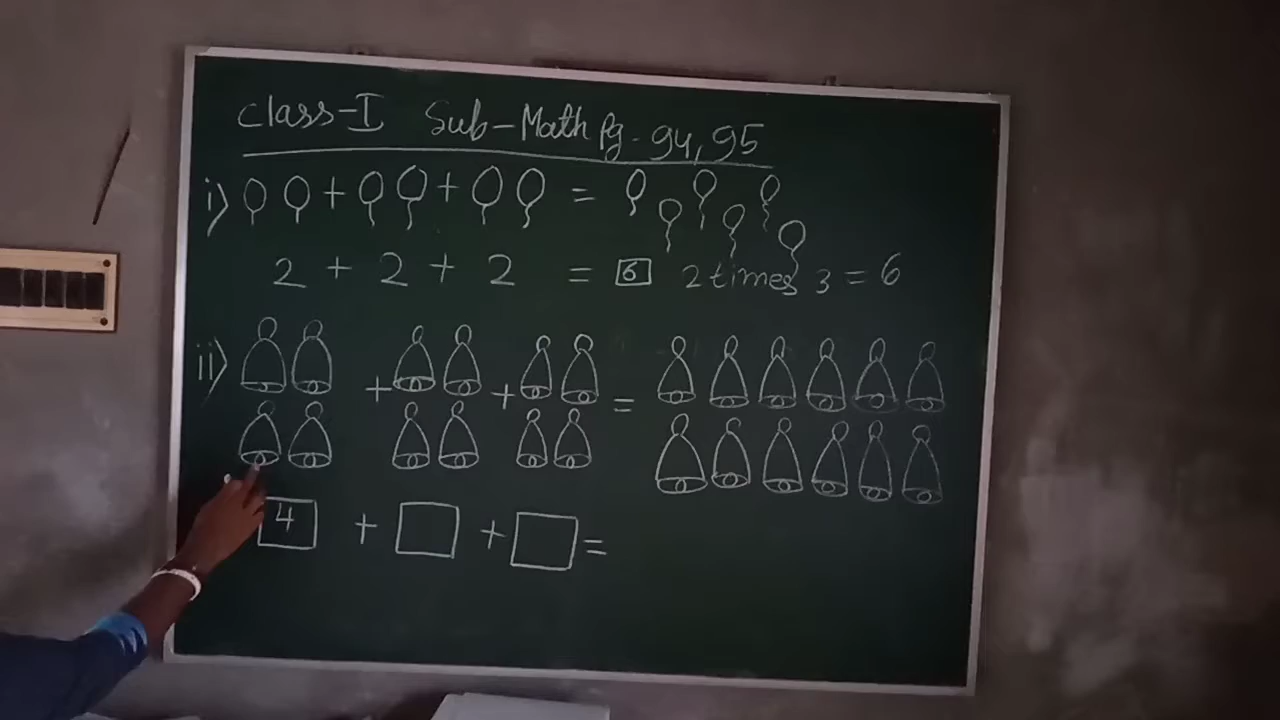 Class-I Sub-Math Pg-94,95
i) + + =
2 + 2 + 2 = 6 2 times 3 = 6
ii) + + =
4 + + =